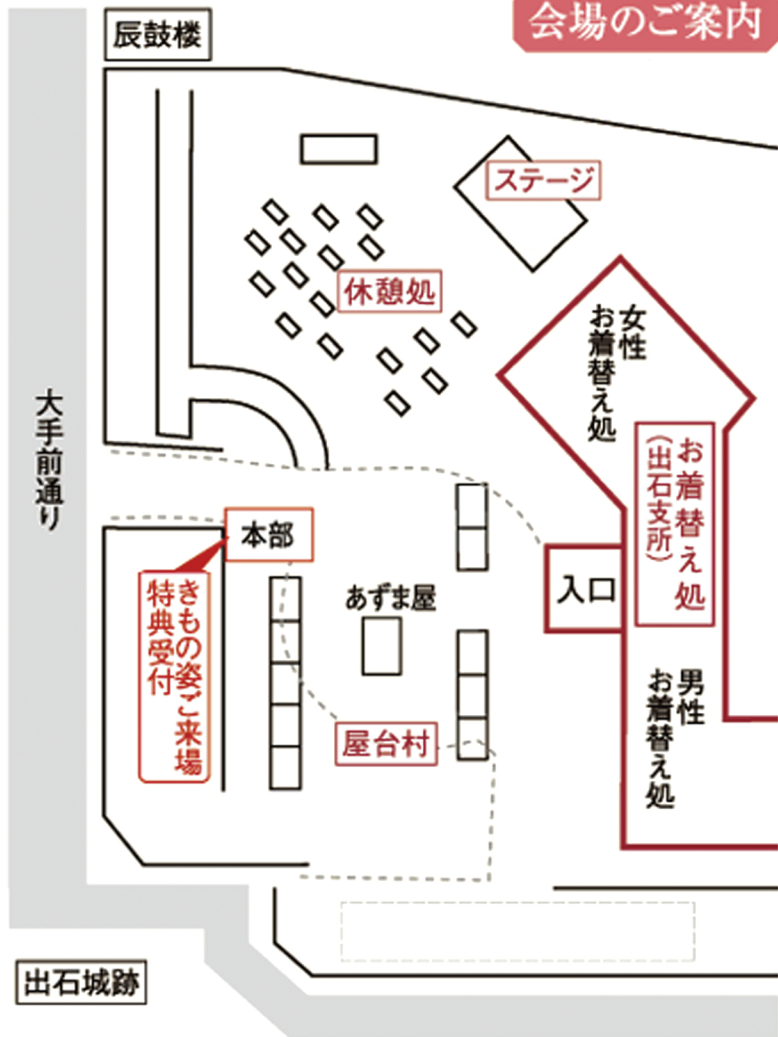 会場のご案内
辰鼓楼
ステージ
休憩処
女性
お着替え処
お着替え処
（出石支所）
大手前通り
本部
入口
あずま屋
きもの姿ご来場
特典受付
男性
お着替え処
屋台村
出石城跡